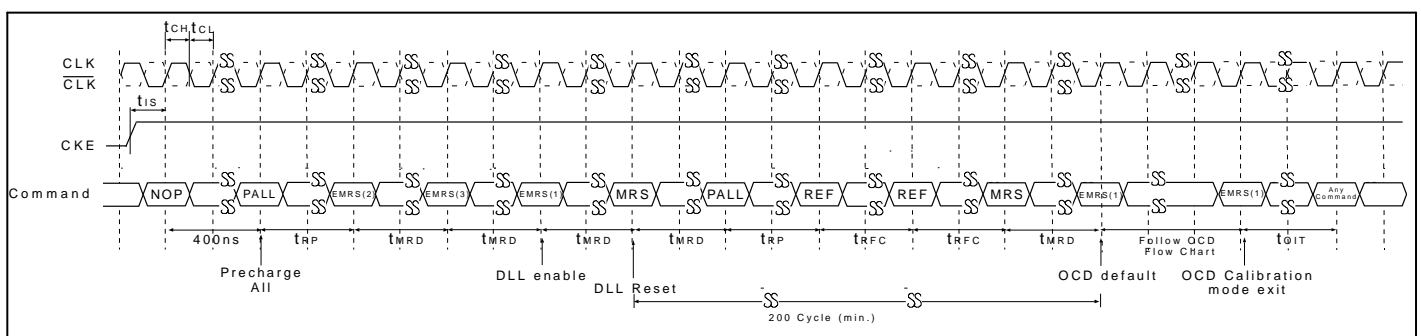 tCH tCL
CLK
CLK
tIS
CKE
Command NOP PALL EMRS(2) EMRS(3) EMRS(1) MRS PALL REF REF MRS EMRS(1) EMRS(1) Any Command
400ns tRP tMRD tMRD tMRD tMRD tRP tRFC tRFC tMRD Follow OCD Flow Chart tOIT
Precharge All
DLL enable
DLL Reset
OCD default
OCD Calibration mode exit
200 Cycle (min.)